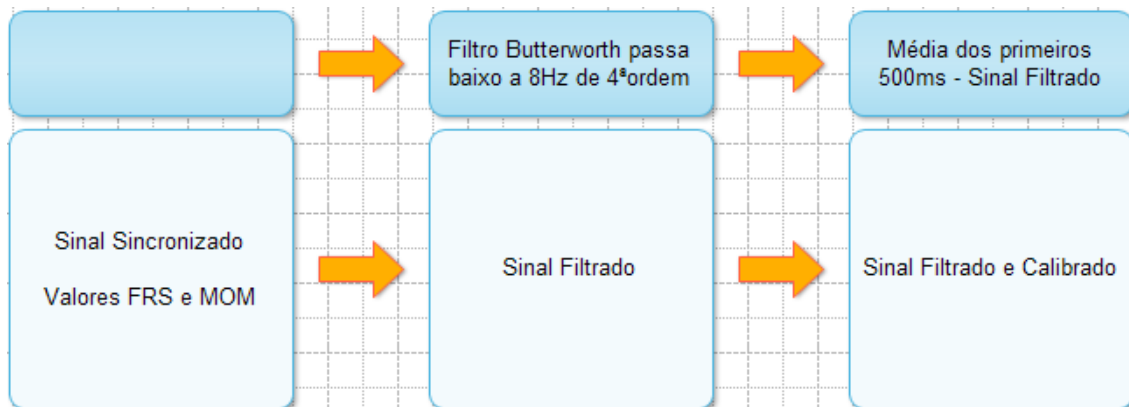 Filtro Butterworth passa
baixo a 8Hz de 4ªordem
Média dos primeiros
500ms - Sinal Filtrado
Sinal Sincronizado
Valores FRS e MOM
Sinal Filtrado
Sinal Filtrado e Calibrado